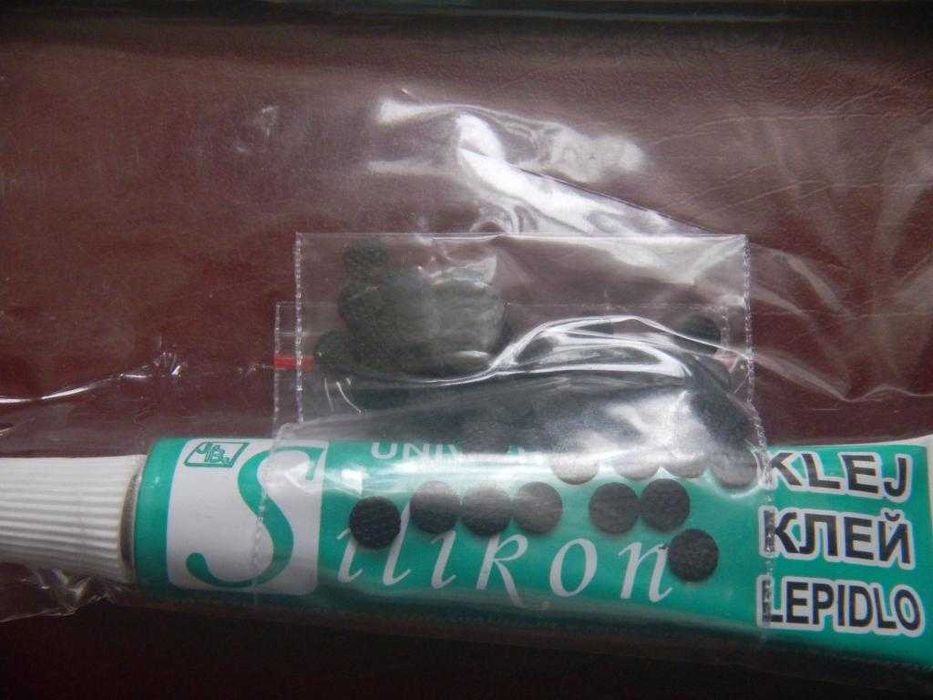 Silikon
KLEJ
КЛЕЙ
LEPIDLO